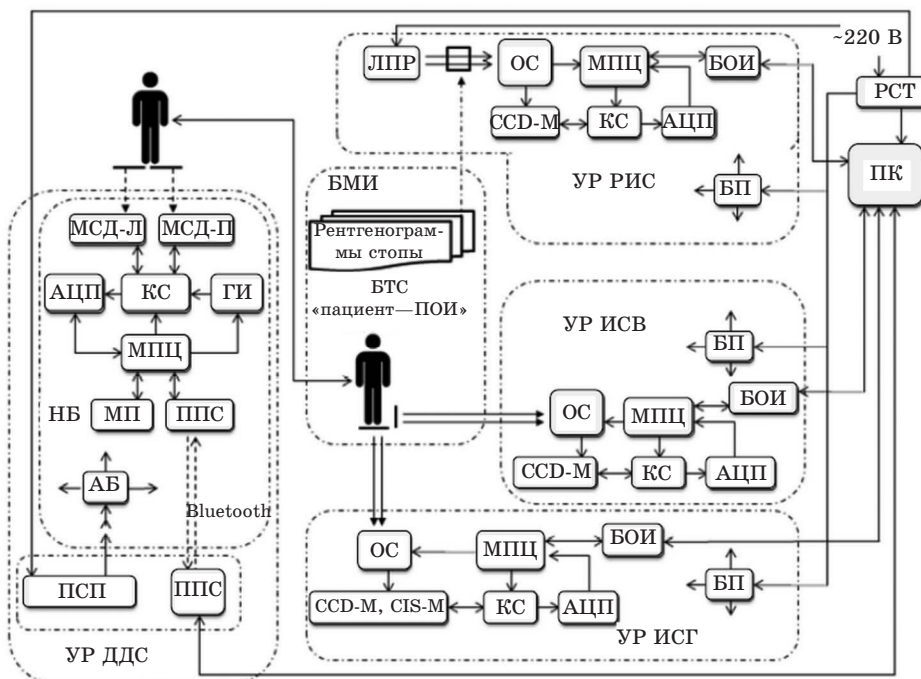 ~220 В
ЛПР
ОС
МПЦ
БОИ
РСТ
CCD-М
КС
АЦП
ПК
УР РИС
БП
БМИ
Рентгенограм-
мы стопы
БТС
«пациент—ПОИ»
МСД-Л
МСД-П
АЦП
КС
ГИ
МПЦ
НБ
МП
ППС
АБ
Bluetooth
ПСП
ППС
УР ДДС
УР ИСВ
БП
БОИ
ОС
МПЦ
CCD-М
КС
АЦП
ОС
МПЦ
БОИ
БП
CCD-М, CIS-М
КС
АЦП
УР ИСГ